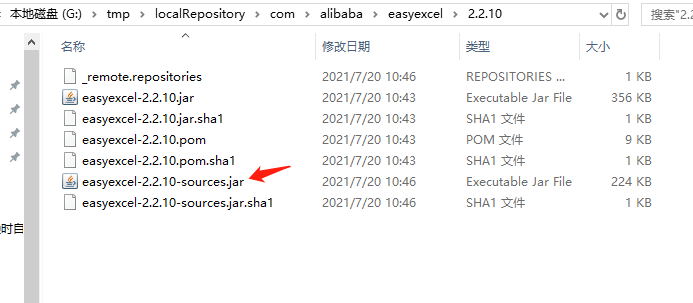 本地磁盘 (G:) › tmp › localRepository › com › alibaba › easyexcel › 2.2.10 搜索"2.2
名称 修改日期 类型 大小
_remote.repositories 2021/7/20 10:46 REPOSITORIES ... 1 KB
easyexcel-2.2.10.jar 2021/7/20 10:43 Executable Jar File 356 KB
easyexcel-2.2.10.jar.sha1 2021/7/20 10:43 SHA1 文件 1 KB
easyexcel-2.2.10.pom 2021/7/20 10:43 POM 文件 9 KB
easyexcel-2.2.10.pom.sha1 2021/7/20 10:43 SHA1 文件 1 KB
easyexcel-2.2.10-sources.jar 2021/7/20 10:46 Executable Jar File 224 KB
easyexcel-2.2.10-sources.jar.sha1 2021/7/20 10:46 SHA1 文件 1 KB
时自